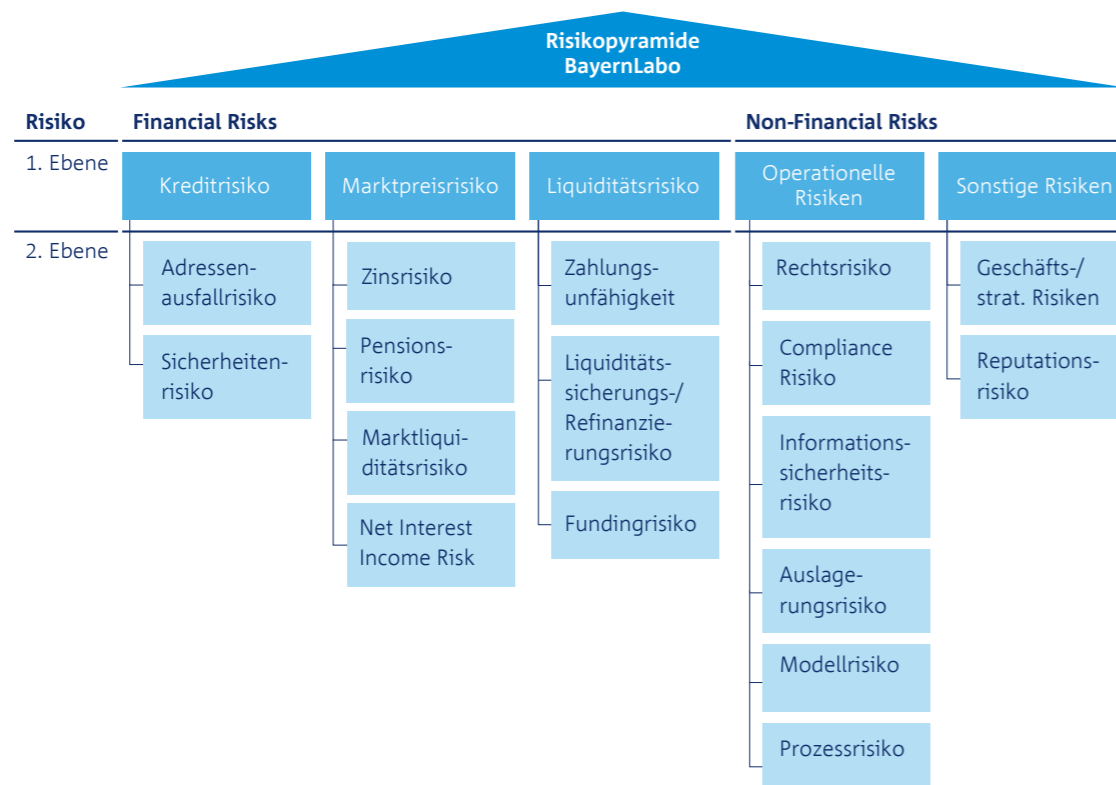 Risikopyramide
BayernLabo
Risiko
Financial Risks
Non-Financial Risks
1. Ebene
Kreditrisiko
Marktpreisrisiko
Liquiditätsrisiko
Operationelle
Risiken
Sonstige Risiken
2. Ebene
Adressen-
ausfallrisiko
Sicherheiten-
risiko
Zinsrisiko
Pensions-
risiko
Marktliqui-
ditätsrisiko
Net Interest
Income Risk
Zahlungs-
unfähigkeit
Liquiditäts-
sicherungs-/
Refinanzie-
rungsrisiko
Fundingrisiko
Rechtsrisiko
Compliance
Risiko
Informations-
sicherheits-
risiko
Auslage-
rungsrisiko
Modellrisiko
Prozessrisiko
Geschäfts-/
strat. Risiken
Reputations-
risiko